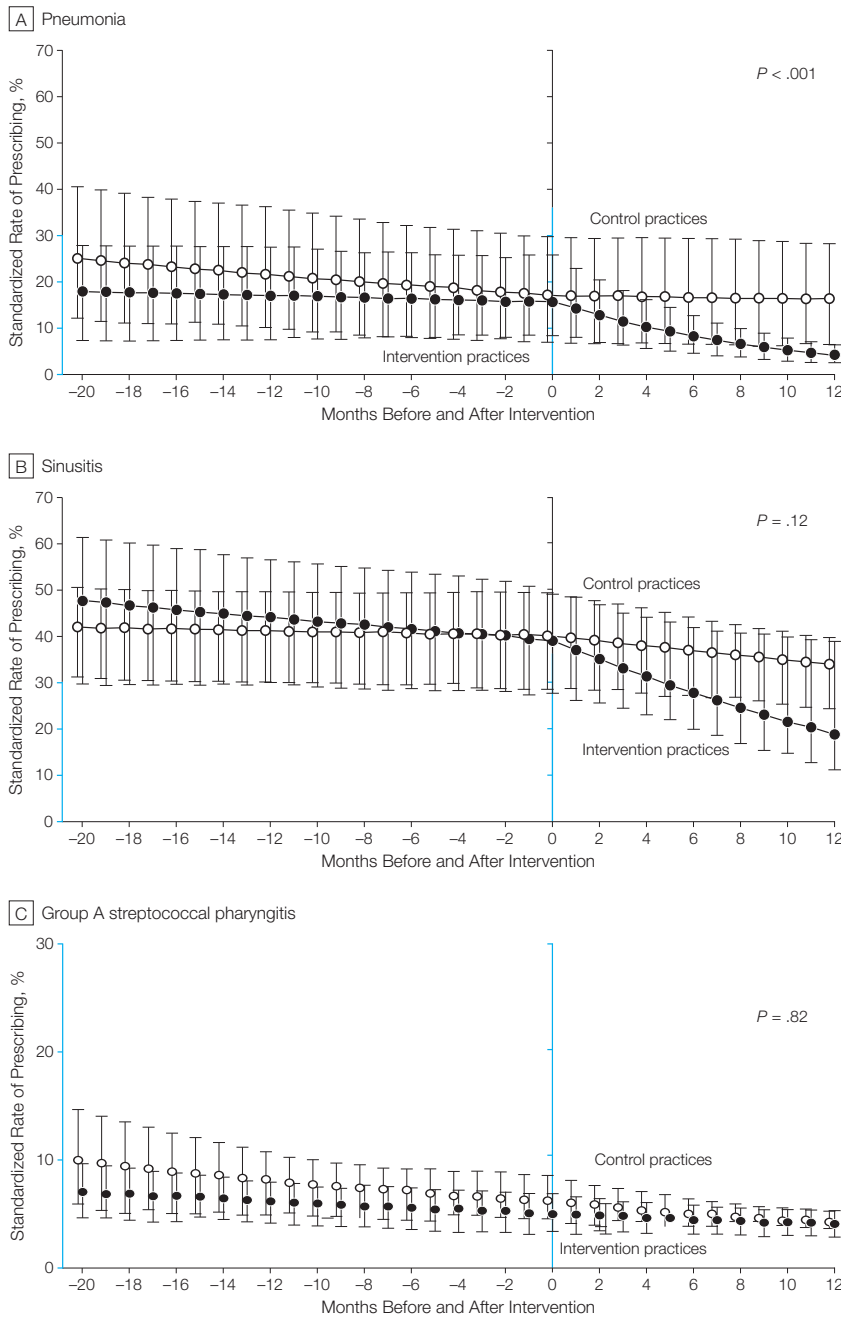 A Pneumonia
70
60
50
40
30
20
10
0
Standardized Rate of Prescribing, %
P < .001
Control practices
Intervention practices
−20 −18 −16 −14 −12 −10 −8 −6 −4 −2 0 2 4 6 8 10 12
Months Before and After Intervention
B Sinusitis
70
60
50
40
30
20
10
0
Standardized Rate of Prescribing, %
P = .12
Control practices
Intervention practices
−20 −18 −16 −14 −12 −10 −8 −6 −4 −2 0 2 4 6 8 10 12
Months Before and After Intervention
C Group A streptococcal pharyngitis
30
20
10
0
Standardized Rate of Prescribing, %
P = .82
Control practices
Intervention practices
−20 −18 −16 −14 −12 −10 −8 −6 −4 −2 0 2 4 6 8 10 12
Months Before and After Intervention